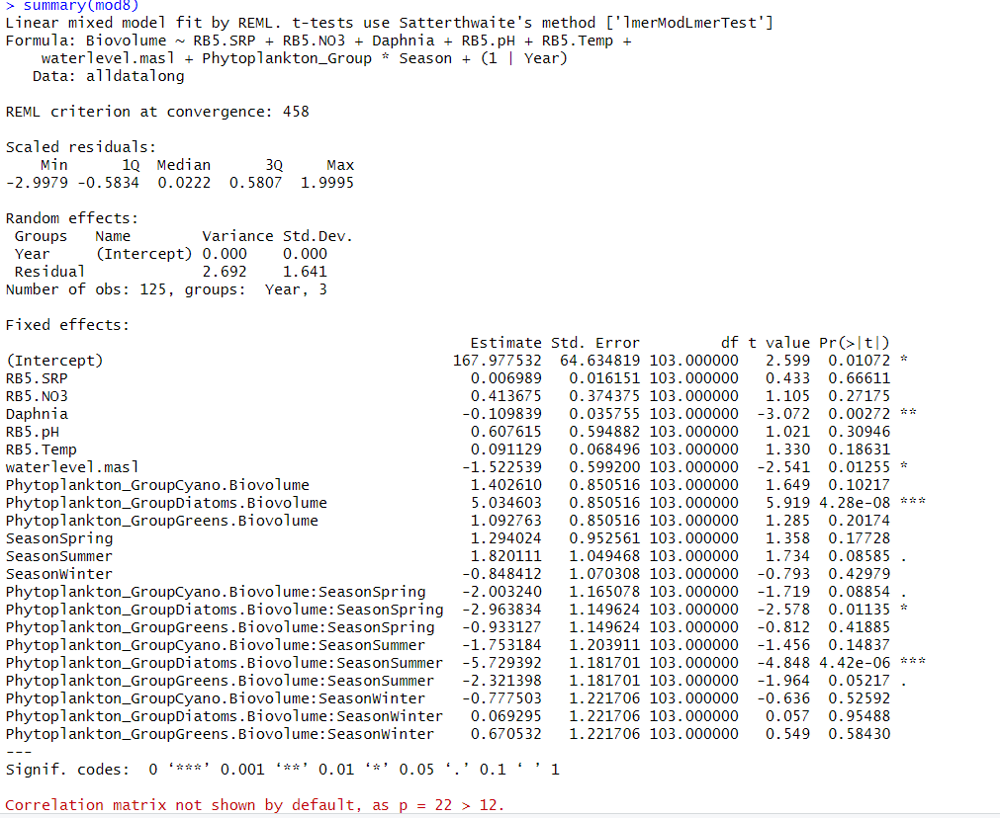 > summary(mod8)
Linear mixed model fit by REML. t-tests use Satterthwaite's method ['lmerModLmerTest']
Formula: Biovolume ~ RB5.SRP + RB5.NO3 + Daphnia + RB5.pH + RB5.Temp +
    waterlevel.masl + Phytoplankton_Group * Season + (1 | Year)
   Data: alldatalong

REML criterion at convergence: 458

Scaled residuals:
    Min      1Q  Median      3Q     Max
-2.9979 -0.5834  0.0222  0.5807  1.9995

Random effects:
 Groups   Name        Variance Std.Dev.
 Year     (Intercept) 0.000    0.000
 Residual             2.692    1.641
Number of obs: 125, groups:  Year, 3

Fixed effects:
                                                   Estimate Std. Error         df t value Pr(>|t|)
(Intercept)                                      167.977532  64.634819 103.000000   2.599  0.01072 *
RB5.SRP                                            0.006989   0.016151 103.000000   0.433  0.66611
RB5.NO3                                            0.413675   0.374375 103.000000   1.105  0.27175
Daphnia                                           -0.109839   0.035755 103.000000  -3.072  0.00272 **
RB5.pH                                             0.607615   0.594882 103.000000   1.021  0.30946
RB5.Temp                                           0.091129   0.068496 103.000000   1.330  0.18631
waterlevel.masl                                   -1.522539   0.599200 103.000000  -2.541  0.01255 *
Phytoplankton_GroupCyano.Biovolume                 1.402610   0.850516 103.000000   1.649  0.10217
Phytoplankton_GroupDiatoms.Biovolume               5.034603   0.850516 103.000000   5.919 4.28e-08 ***
Phytoplankton_GroupGreens.Biovolume                1.092763   0.850516 103.000000   1.285  0.20174
SeasonSpring                                       1.294024   0.952561 103.000000   1.358  0.17728
SeasonSummer                                       1.820111   1.049468 103.000000   1.734  0.08585 .
SeasonWinter                                      -0.848412   1.070308 103.000000  -0.793  0.42979
Phytoplankton_GroupCyano.Biovolume:SeasonSpring   -2.003240   1.165078 103.000000  -1.719  0.08854 .
Phytoplankton_GroupDiatoms.Biovolume:SeasonSpring -2.963834   1.149624 103.000000  -2.578  0.01135 *
Phytoplankton_GroupGreens.Biovolume:SeasonSpring  -0.933127   1.149624 103.000000  -0.812  0.41885
Phytoplankton_GroupCyano.Biovolume:SeasonSummer   -1.753184   1.203911 103.000000  -1.456  0.14837
Phytoplankton_GroupDiatoms.Biovolume:SeasonSummer -5.729392   1.181701 103.000000  -4.848 4.42e-06 ***
Phytoplankton_GroupGreens.Biovolume:SeasonSummer  -2.321398   1.181701 103.000000  -1.964  0.05217 .
Phytoplankton_GroupCyano.Biovolume:SeasonWinter   -0.777503   1.221706 103.000000  -0.636  0.52592
Phytoplankton_GroupDiatoms.Biovolume:SeasonWinter  0.069295   1.221706 103.000000   0.057  0.95488
Phytoplankton_GroupGreens.Biovolume:SeasonWinter   0.670532   1.221706 103.000000   0.549  0.58430
---
Signif. codes:  0 ‘***’ 0.001 ‘**’ 0.01 ‘*’ 0.05 ‘.’ 0.1 ‘ ’ 1

Correlation matrix not shown by default, as p = 22 > 12.